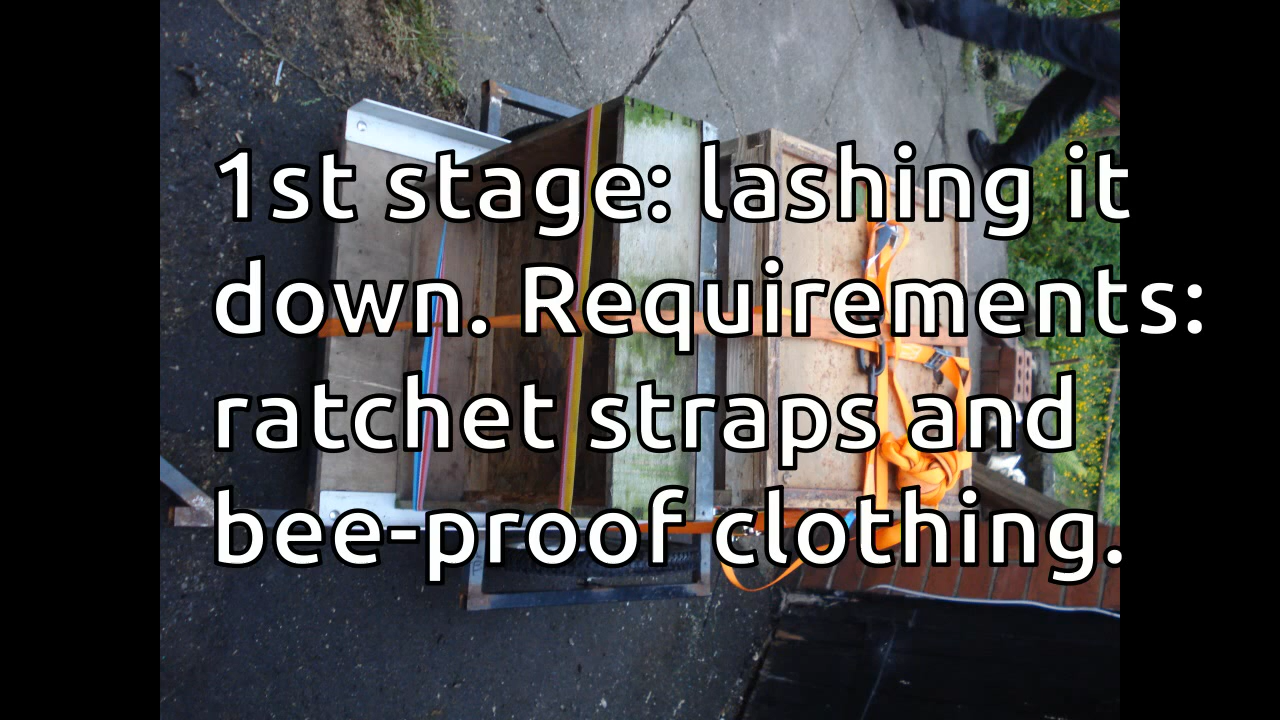 1st stage: lashing it
down. Requirements:
ratchet straps and
bee-proof clothing.